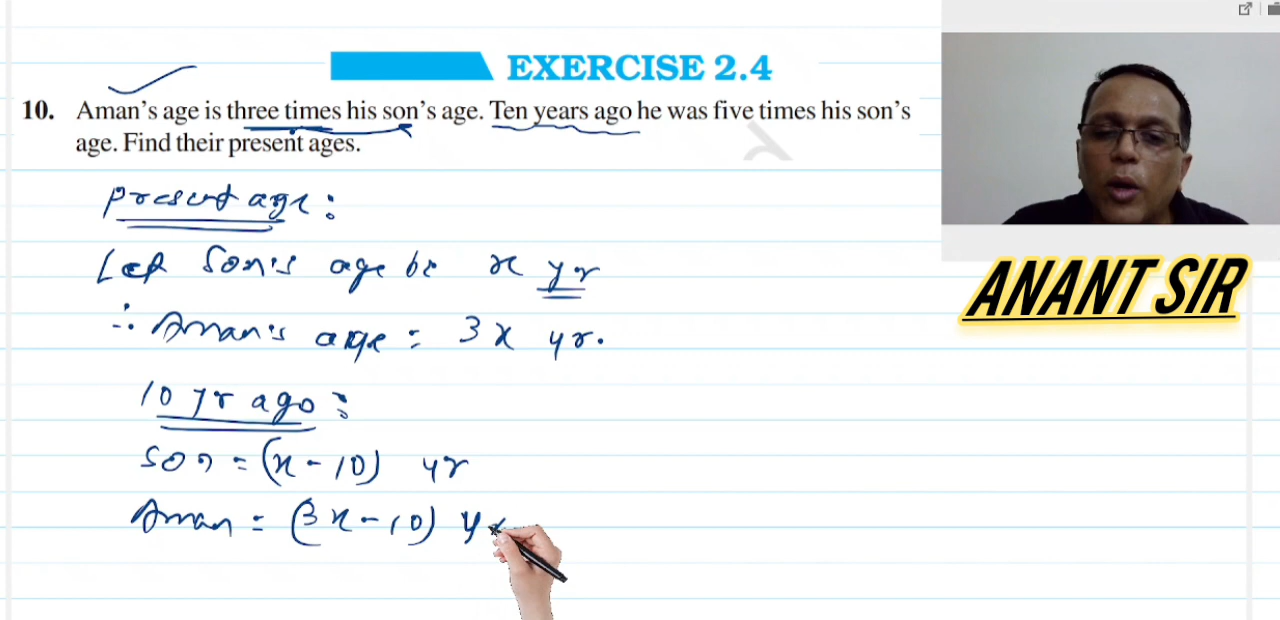 EXERCISE 2.4
10. Aman's age is three times his son's age. Ten years ago he was five times his son's
age. Find their present ages.
Present age:
Let Son's age be x yr
∴ Aman's age = 3x yr.
10 yr ago:
Son = (x - 10) yr
Aman = (3x - 10) yr
ANANT SIR